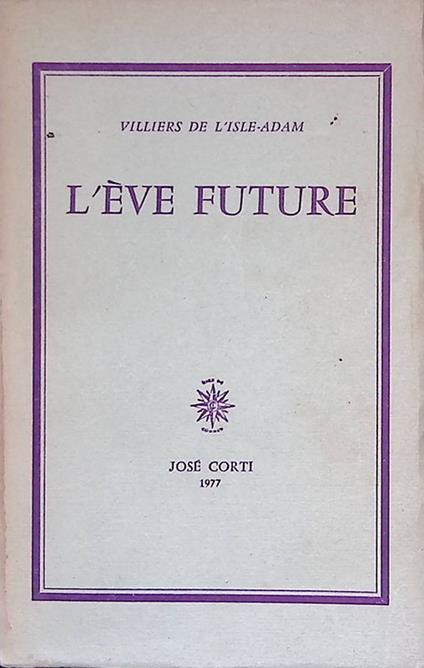 VILLIERS DE L'ISLE-ADAM
L'ÈVE FUTURE
JOSÉ CORTI
1977